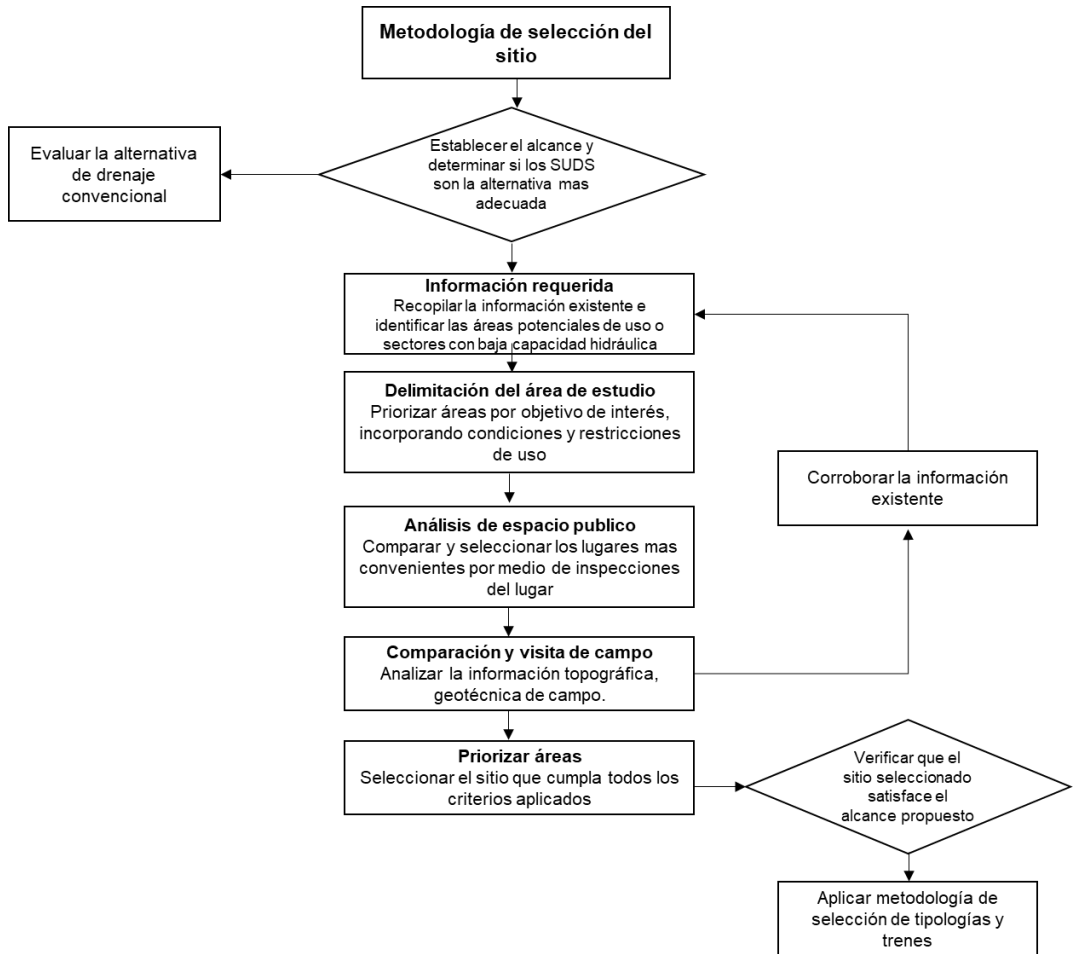 Metodología de selección del
sitio
Establecer el alcance y
determinar si los SUDS
son la alternativa mas
adecuada
Evaluar la alternativa
de drenaje
convencional
Información requerida
Recopilar la información existente e
identificar las áreas potenciales de uso o
sectores con baja capacidad hidráulica
Delimitación del área de estudio
Priorizar áreas por objetivo de interés,
incorporando condiciones y restricciones
de uso
Corroborar la información
existente
Análisis de espacio publico
Comparar y seleccionar los lugares mas
convenientes por medio de inspecciones
del lugar
Comparación y visita de campo
Analizar la información topográfica,
geotécnica de campo.
Priorizar áreas
Seleccionar el sitio que cumpla todos los
criterios aplicados
Verificar que el
sitio seleccionado
satisface el
alcance propuesto
Aplicar metodología de
selección de tipologías y
trenes